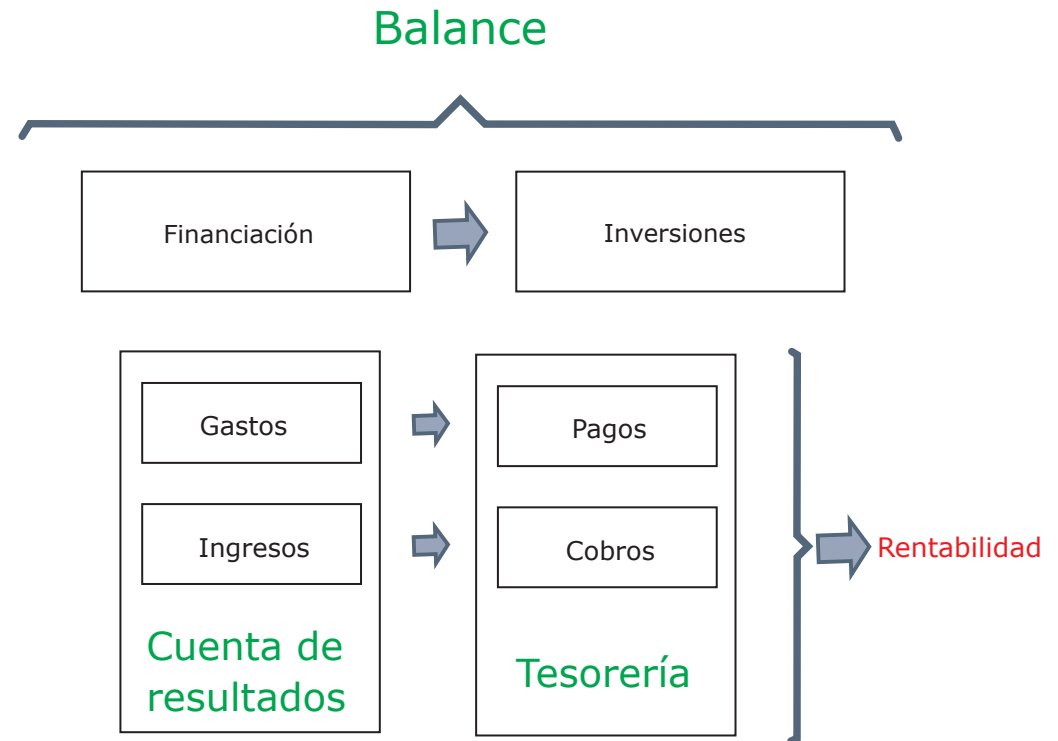 Balance
Financiación
Inversiones
Gastos
Pagos
Ingresos
Cobros
Rentabilidad
Cuenta de
resultados
Tesorería